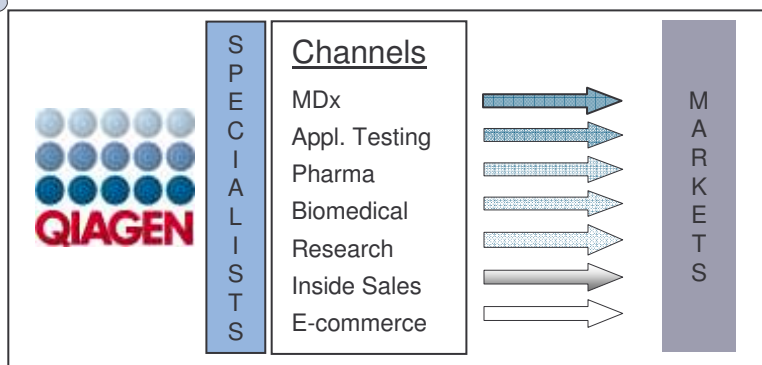 QIAGEN
SPECIALISTS
Channels
MDx
Appl. Testing
Pharma
Biomedical
Research
Inside Sales
E-commerce
MARKETS